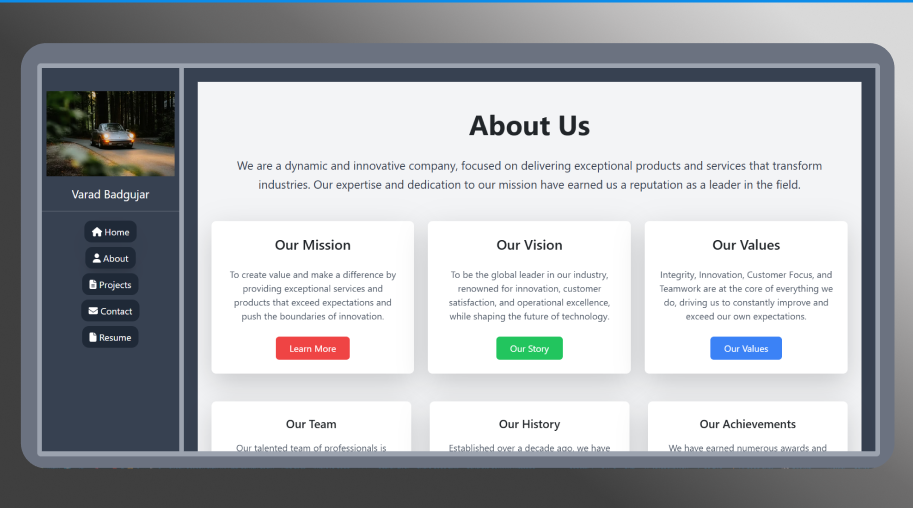 Varad Badgujar
Home
About
Projects
Contact
Resume
About Us
We are a dynamic and innovative company, focused on delivering exceptional products and services that transform
industries. Our expertise and dedication to our mission have earned us a reputation as a leader in the field.
Our Mission
To create value and make a difference by
providing exceptional services and
products that exceed expectations and
push the boundaries of innovation.
Learn More
Our Vision
To be the global leader in our industry,
renowned for innovation, customer
satisfaction, and operational excellence,
while shaping the future of technology.
Our Story
Our Values
Integrity, Innovation, Customer Focus, and
Teamwork are at the core of everything we
do, driving us to constantly improve and
exceed our own expectations.
Our Values
Our Team
Our talented team of professionals is
Our History
Established over a decade ago, we have
Our Achievements
We have earned numerous awards and